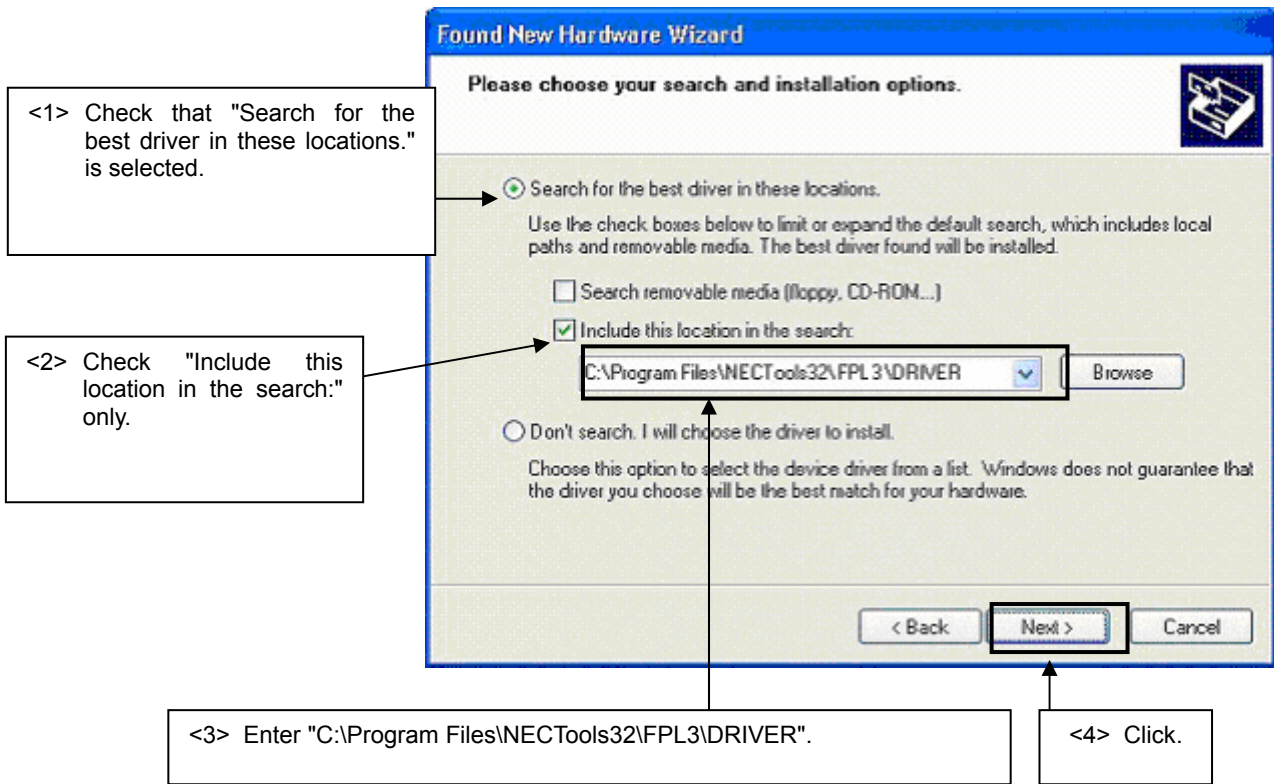 Found New Hardware Wizard
Please choose your search and installation options.
<1> Check that "Search for the
best driver in these locations."
is selected.
Search for the best driver in these locations.
Use the check boxes below to limit or expand the default search, which includes local
paths and removable media. The best driver found will be installed.
Search removable media (floppy, CD-ROM...)
Include this location in the search:
<2> Check "Include this
location in the search:"
only.
C:\Program Files\NECTools32\FPL3\DRIVER
Browse
Don't search. I will choose the driver to install.
Choose this option to select the device driver from a list. Windows does not guarantee that
the driver you choose will be the best match for your hardware.
< Back
Next >
Cancel
<3> Enter "C:\Program Files\NECTools32\FPL3\DRIVER".
<4> Click.